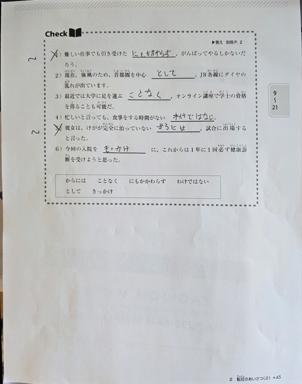 Check
▶答え 別冊P. 2
2 1）難しい仕事でも引き受けた にもかかわらず、がんばってやるしかないだ
ろう。
2）現在、強風のため、首都圏を中心 として、JR各線にダイヤの
乱れが出ています。
3）最近では大学に足を運ぶ ことなく、オンライン講座で学士の資格
を得ることも可能だ。
4）忙しいと言っても、食事をする時間がない わけではない。
2 5）彼女は、けがが完全に治っていない からには、試合に出場する
と言った。
6）今回の入院を きっかけ に、これからは1年に1回必ず健康診
断を受けようと思った。
からには ことなく にもかかわらず わけではない
として きっかけ
9
21